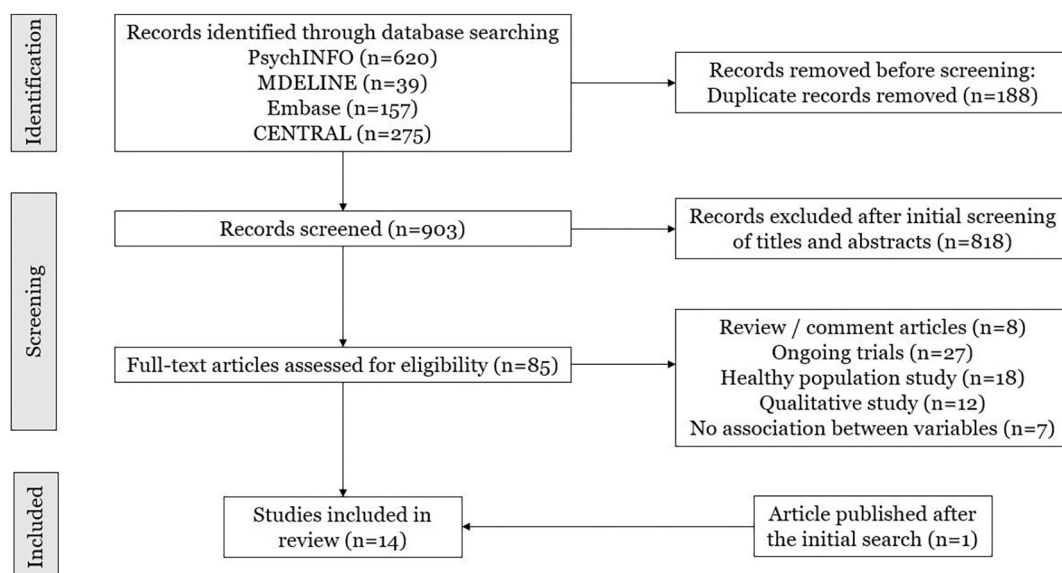 Identification
Records identified through database searching
PsychINFO (n=620)
MDELINE (n=39)
Embase (n=157)
CENTRAL (n=275)
Records removed before screening:
Duplicate records removed (n=188)
Screening
Records screened (n=903)
Records excluded after initial screening
of titles and abstracts (n=818)
Full-text articles assessed for eligibility (n=85)
Review / comment articles (n=8)
Ongoing trials (n=27)
Healthy population study (n=18)
Qualitative study (n=12)
No association between variables (n=7)
Included
Studies included in
review (n=14)
Article published after
the initial search (n=1)